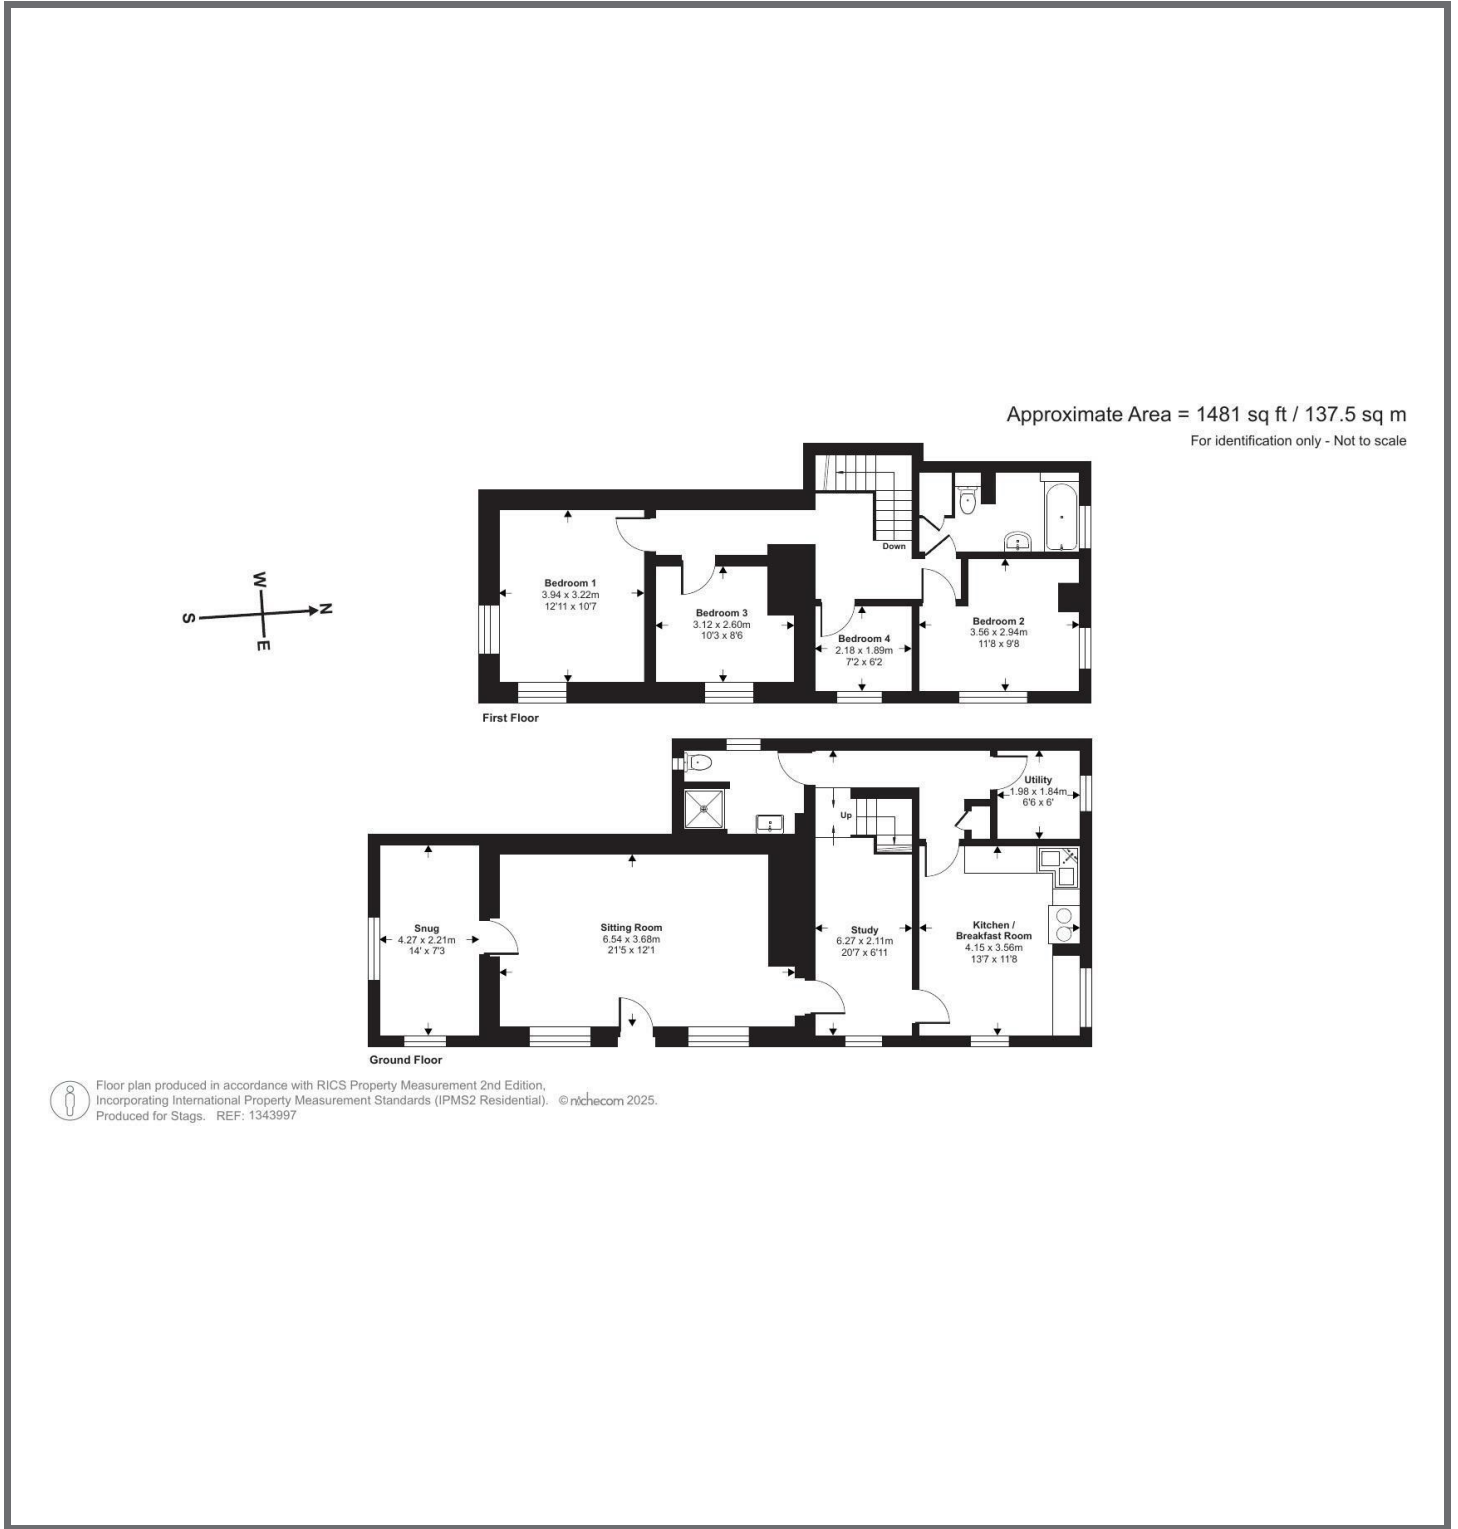 Approximate Area = 1481 sq ft / 137.5 sq m
For identification only - Not to scale
W
N
S
E
Down
Bedroom 1
3.94 x 3.22m
12'11 x 10'7
Bedroom 3
3.12 x 2.60m
10'3 x 8'6
Bedroom 4
2.18 x 1.89m
7'2 x 6'2
Bedroom 2
3.56 x 2.94m
11'8 x 9'8
First Floor
Utility
1.98 x 1.84m
6'6 x 6'
Up
Snug
4.27 x 2.21m
14' x 7'3
Sitting Room
6.54 x 3.68m
21'5 x 12'1
Study
6.27 x 2.11m
20'7 x 6'11
Kitchen /
Breakfast Room
4.15 x 3.56m
13'7 x 11'8
Ground Floor
Floor plan produced in accordance with RICS Property Measurement 2nd Edition,
Incorporating International Property Measurement Standards (IPMS2 Residential). © nichecom 2025.
Produced for Stags. REF: 1343997